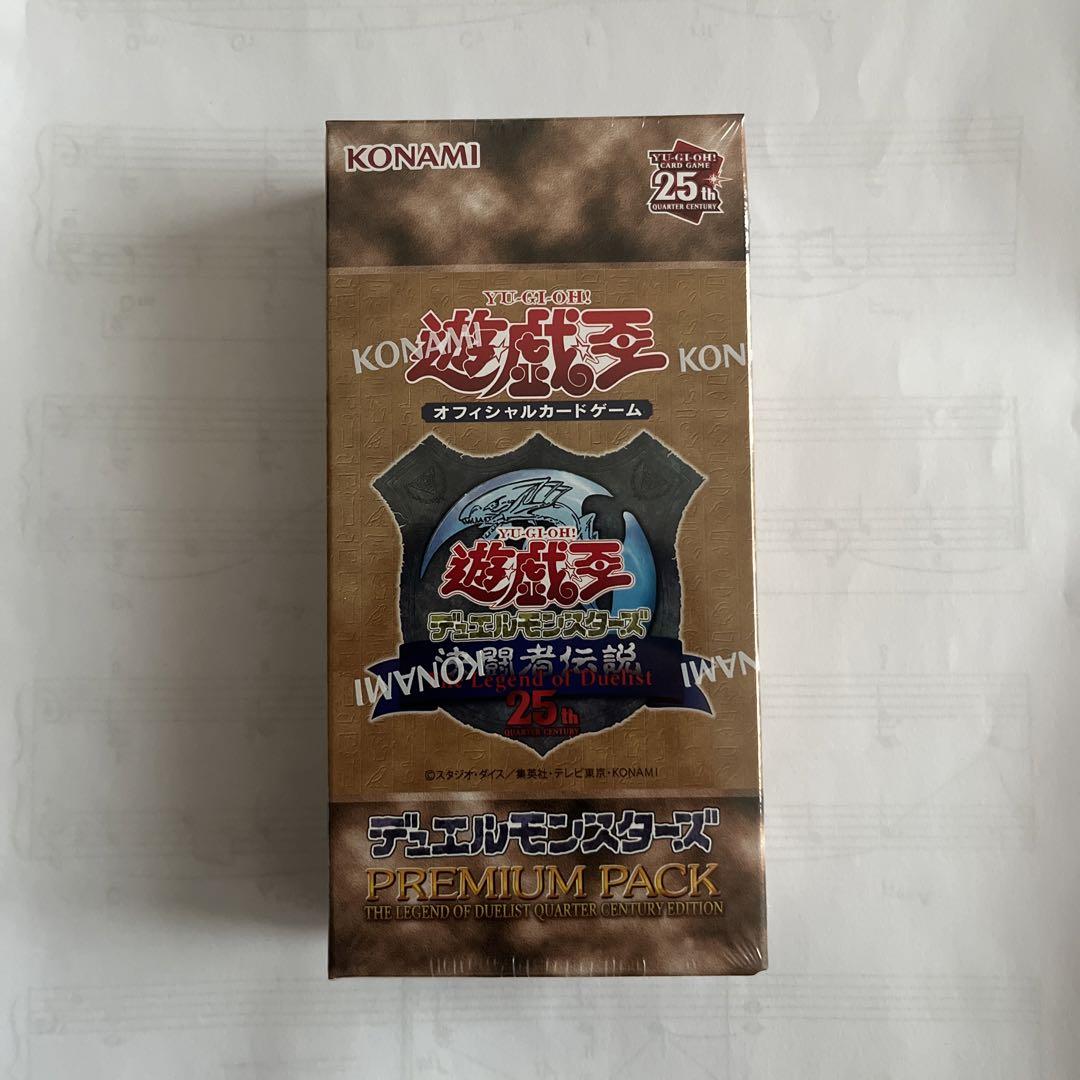 KONAMI
YU-GI-OH!
CARD GAME
25th
QUARTER CENTURY
YU-GI-OH!
遊戯王
KONAMI
KON
オフィシャルカードゲーム
YU-GI-OH!
遊戯王
デュエルモンスターズ
決闘者伝説
The Legend of Duelist
KONAMI
KONAMI
25th
QUARTER CENTURY
©スタジオ・ダイス/集英社・テレビ東京・KONAMI
デュエルモンスターズ
PREMIUM PACK
THE LEGEND OF DUELIST QUARTER CENTURY EDITION